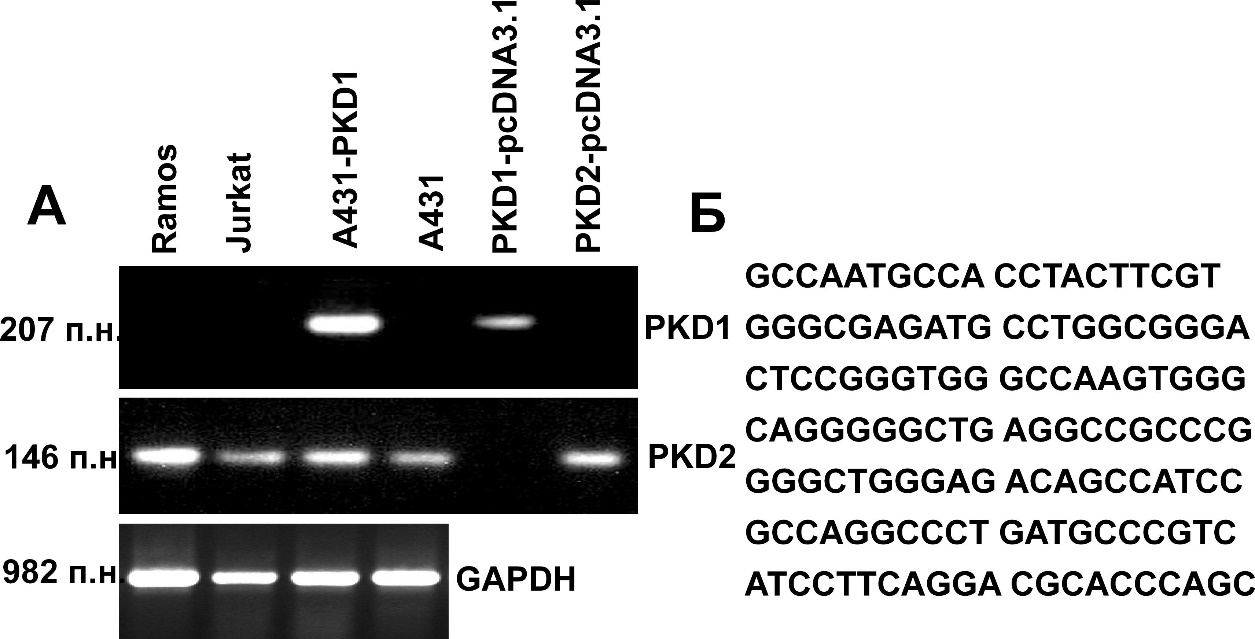 А
Ramos
Jurkat
A431-PKD1
A431
PKD1-pcDNA3.1
PKD2-pcDNA3.1
207 п.н.
PKD1
146 п.н
PKD2
982 п.н.
GAPDH
Б
GCCAATGCCA CCTACTTCGT
GGGCGAGATG CCTGGCGGGA
CTCCGGGTGG GCCAAGTGGG
CAGGGGGCTG AGGCCGCCCG
GGGCTGGGAG ACAGCCATCC
GCCAGGCCCT GATGCCCGTC
ATCCTTCAGGA CGCACCCAGC